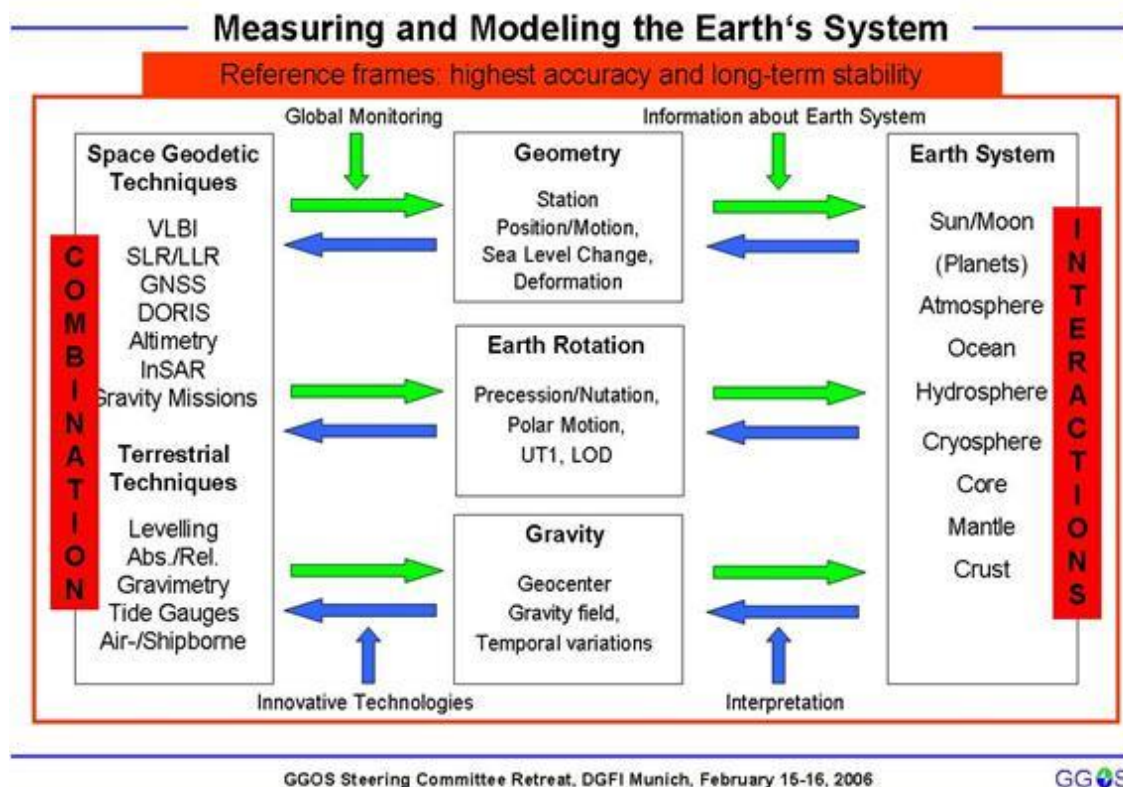 Measuring and Modeling the Earth's System
Reference frames: highest accuracy and long-term stability
Global Monitoring
Information about Earth System
Space Geodetic
Techniques
VLBI
SLR/LLR
GNSS
DORIS
Altimetry
InSAR
Gravity Missions
Terrestrial
Techniques
Levelling
Abs./Rel.
Gravimetry
Tide Gauges
Air-/Shipborne
COMBINATION
Geometry
Station
Position/Motion,
Sea Level Change,
Deformation
Earth Rotation
Precession/Nutation,
Polar Motion,
UT1, LOD
Gravity
Geocenter
Gravity field,
Temporal variations
Earth System
Sun/Moon
(Planets)
Atmosphere
Ocean
Hydrosphere
Cryosphere
Core
Mantle
Crust
INTERACTIONS
Innovative Technologies
Interpretation
GGOS Steering Committee Retreat, DGFI Munich, February 15-16, 2006
GGOS